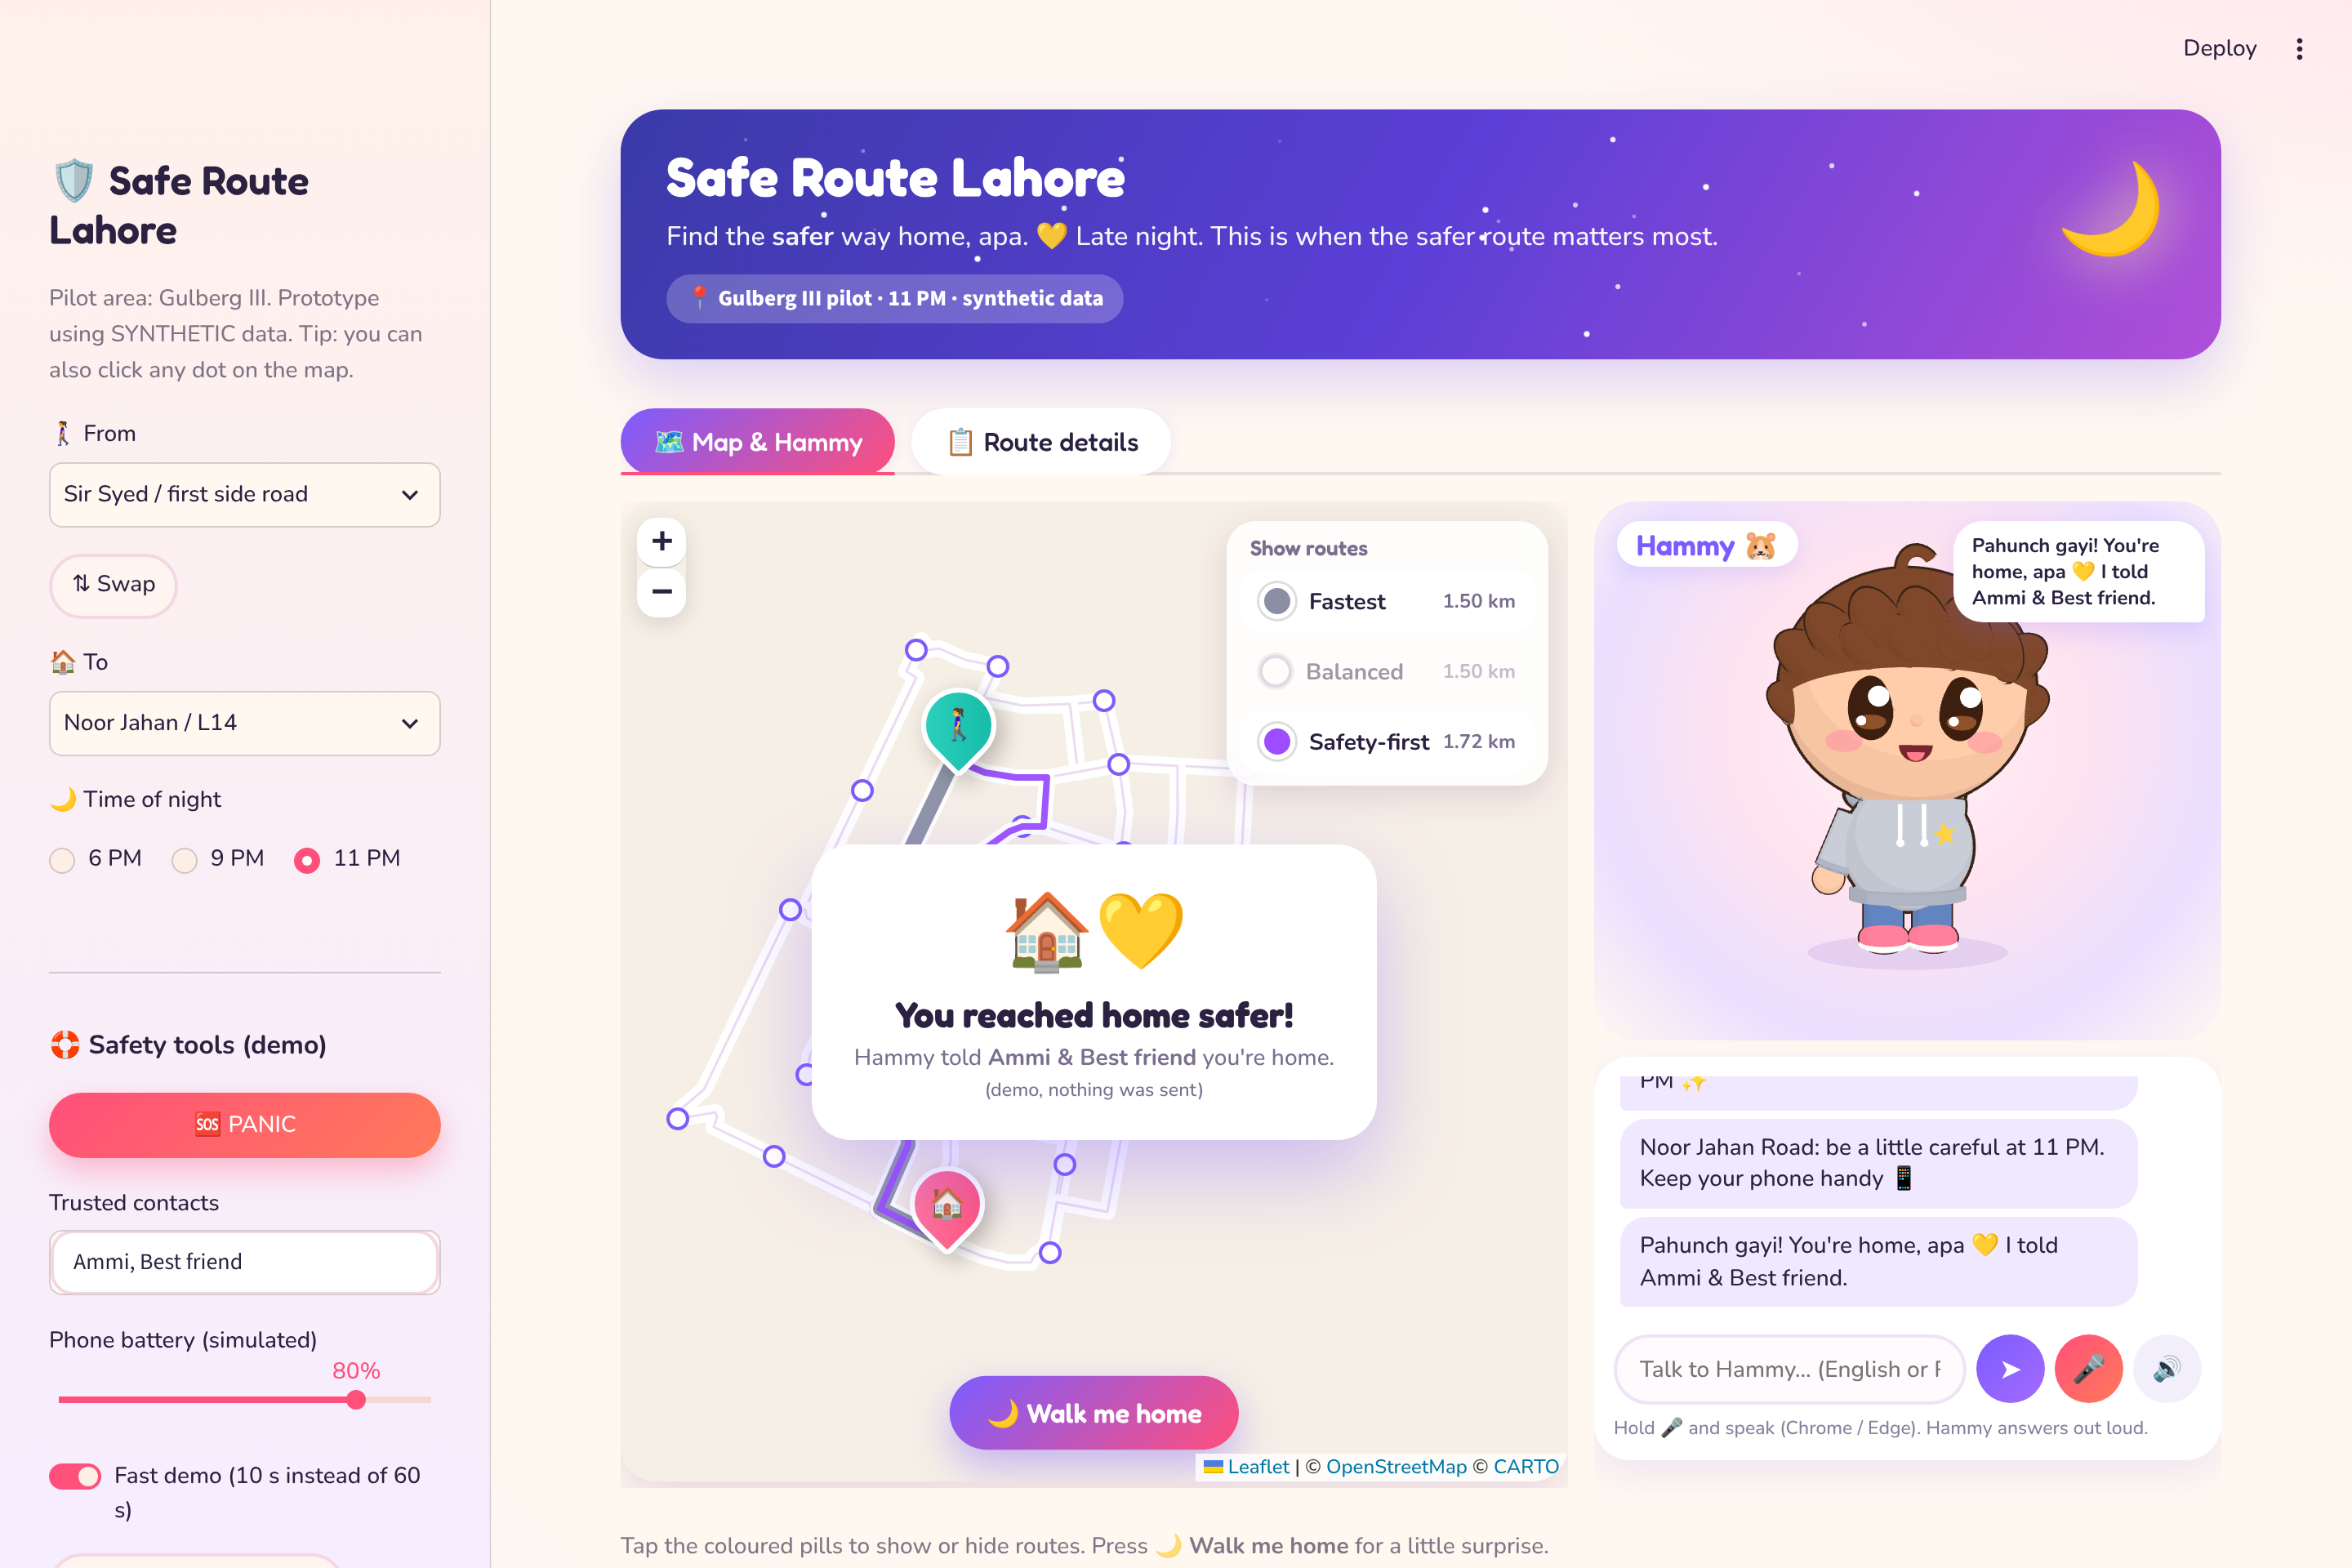 Deploy
🛡️ Safe Route
Lahore
Pilot area: Gulberg III. Prototype
using SYNTHETIC data. Tip: you can
also click any dot on the map.
🚶‍♀️ From
Sir Syed / first side road
⇅ Swap
🏠 To
Noor Jahan / L14
🌙 Time of night
6 PM 9 PM 11 PM
🛟 Safety tools (demo)
🆘 PANIC
Trusted contacts
Ammi, Best friend
Phone battery (simulated)
80%
Fast demo (10 s instead of 60
s)
Safe Route Lahore
Find the safer way home, apa. 💛 Late night. This is when the safer route matters most.
📍 Gulberg III pilot · 11 PM · synthetic data
🗺️ Map & Hammy
📋 Route details
+
−
Show routes
Fastest 1.50 km
Balanced 1.50 km
Safety-first 1.72 km
🏠💛
You reached home safer!
Hammy told Ammi & Best friend you're home.
(demo, nothing was sent)
🌙 Walk me home
Leaflet | © OpenStreetMap © CARTO
Tap the coloured pills to show or hide routes. Press 🌙 Walk me home for a little surprise.
Hammy 🐹
Pahunch gayi! You're
home, apa 💛 I told
Ammi & Best friend.
PM ✨
Noor Jahan Road: be a little careful at 11 PM.
Keep your phone handy 📱
Pahunch gayi! You're home, apa 💛 I told
Ammi & Best friend.
Talk to Hammy... (English or
Hold 🎤 and speak (Chrome / Edge). Hammy answers out loud.